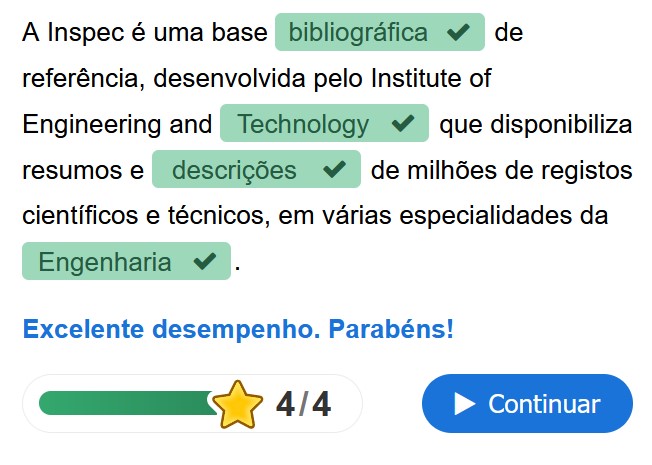 A Inspec é uma base bibliográfica ✔ de
referência, desenvolvida pelo Institute of
Engineering and Technology ✔ que disponibiliza
resumos e descrições ✔ de milhões de registos
científicos e técnicos, em várias especialidades da
Engenharia ✔ .
Excelente desempenho. Parabéns!
4/4
Continuar